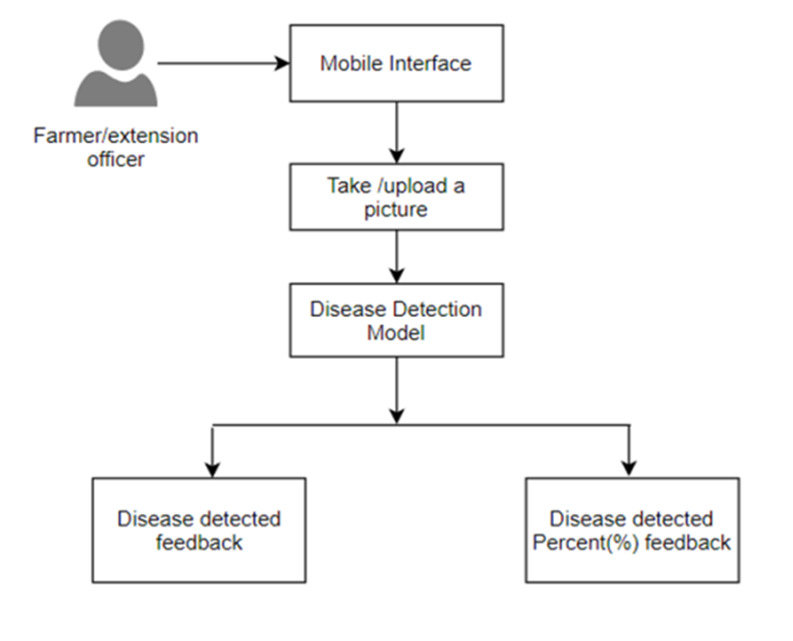 Mobile Interface
Farmer/extension
officer
Take /upload a
picture
Disease Detection
Model
Disease detected
feedback
Disease detected
Percent(%) feedback